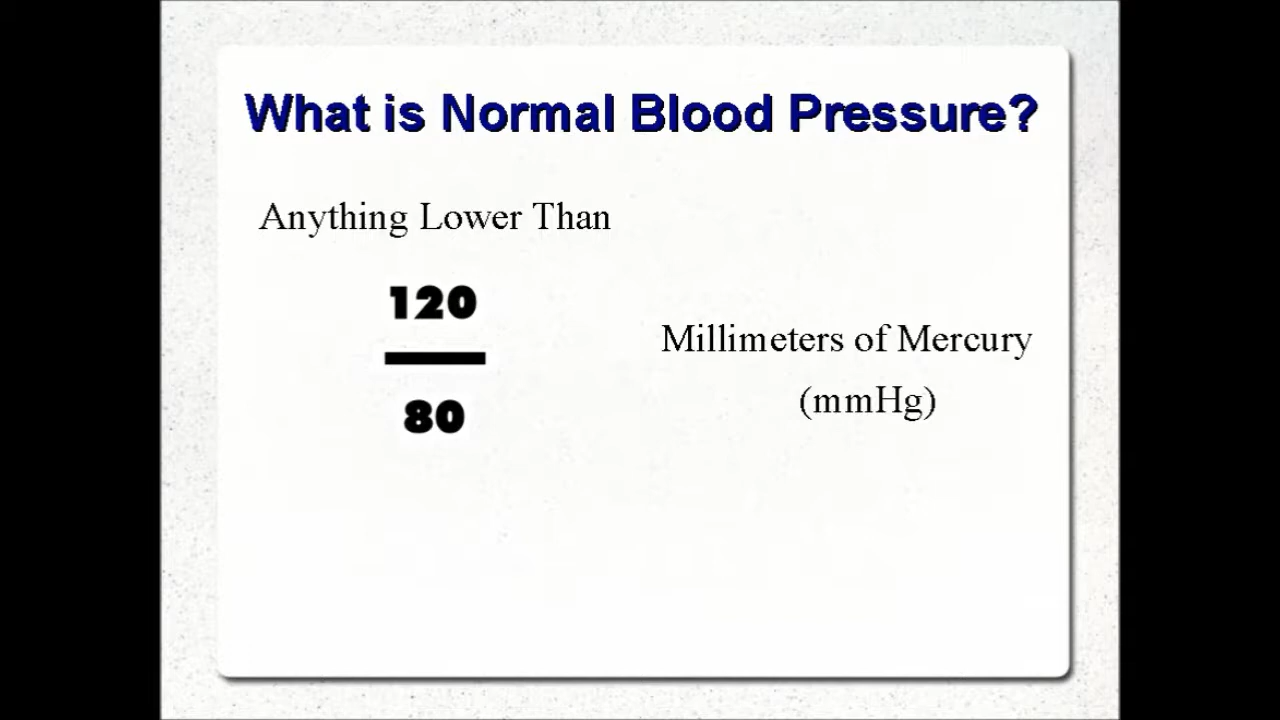 What is Normal Blood Pressure?
Anything Lower Than
120
80
Millimeters of Mercury
(mmHg)